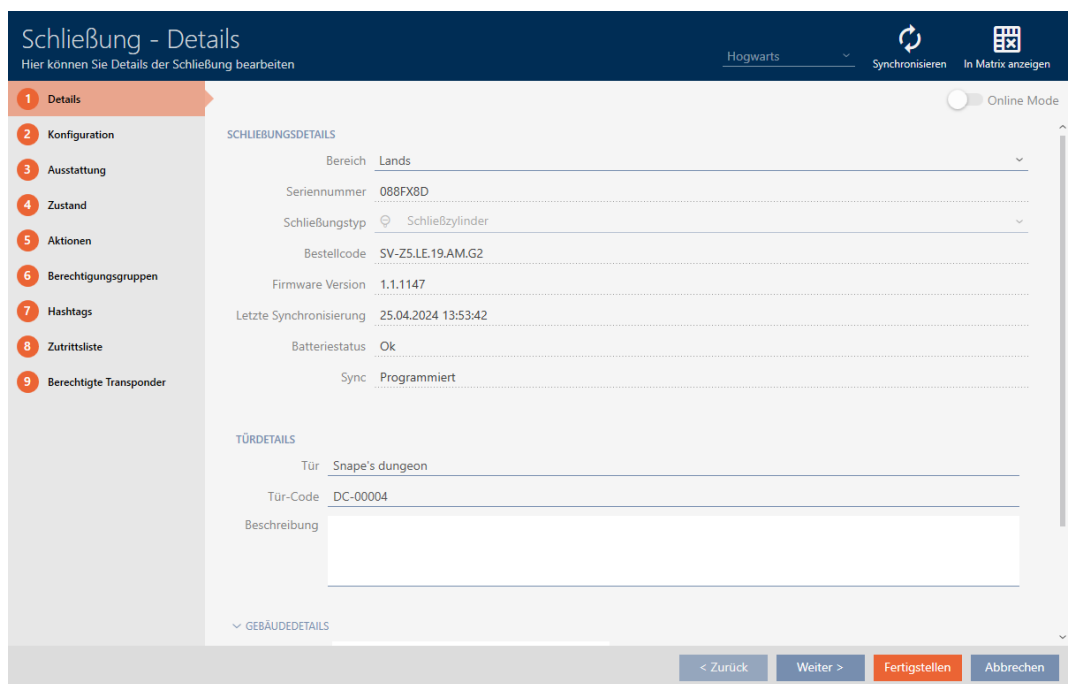 Schließung - Details
Hier können Sie Details der Schließung bearbeiten
Hogwarts
Synchronisieren
In Matrix anzeigen
1 Details
2 Konfiguration
3 Ausstattung
4 Zustand
5 Aktionen
6 Berechtigungsgruppen
7 Hashtags
8 Zutrittsliste
9 Berechtigte Transponder
Online Mode
SCHLIEßUNGSDETAILS
Bereich Lands
Seriennummer 088FX8D
Schließungstyp Schließzylinder
Bestellcode SV-Z5.LE.19.AM.G2
Firmware Version 1.1.1147
Letzte Synchronisierung 25.04.2024 13:53:42
Batteriestatus Ok
Sync Programmiert
TÜRDETAILS
Tür Snape's dungeon
Tür-Code DC-00004
Beschreibung
GEBÄUDEDETAILS
< Zurück
Weiter >
Fertigstellen
Abbrechen